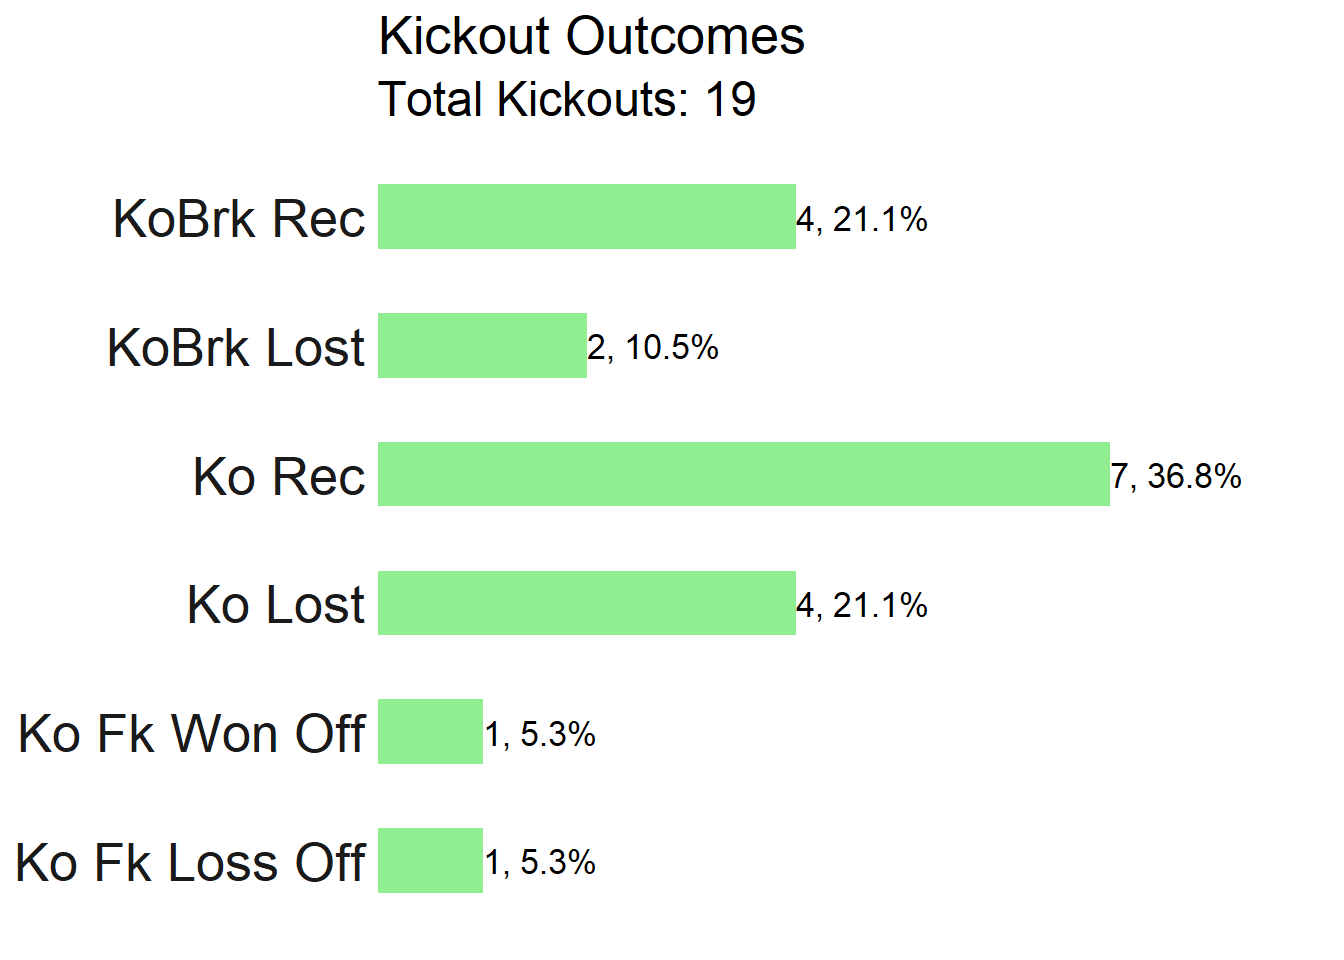 Kickout Outcomes
Total Kickouts: 19
KoBrk Rec 4, 21.1%
KoBrk Lost 2, 10.5%
Ko Rec 7, 36.8%
Ko Lost 4, 21.1%
Ko Fk Won Off 1, 5.3%
Ko Fk Loss Off 1, 5.3%